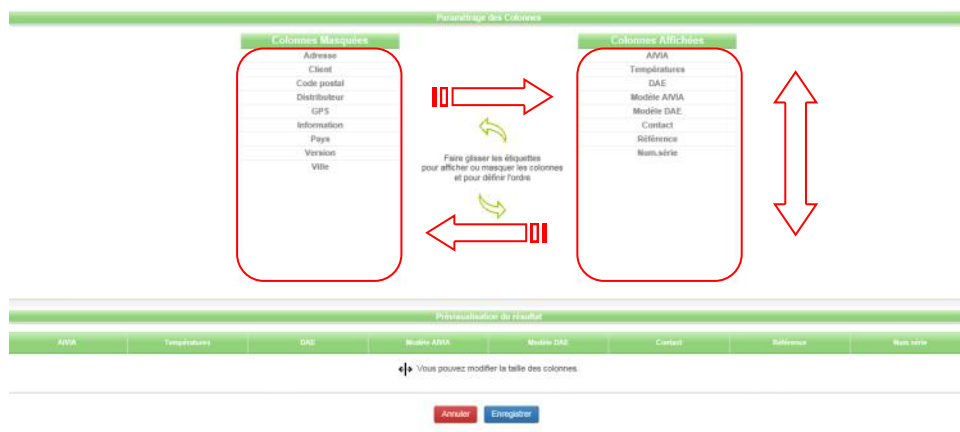 Paramétrage des Colonnes
Colonnes Masquées
Adresse
Client
Code postal
Distributeur
GPS
Information
Pays
Version
Ville
Faire glisser les étiquettes
pour afficher ou masquer les colonnes
et pour définir l'ordre
Colonnes Affichées
AIVIA
Températures
DAE
Modèle AIVIA
Modèle DAE
Contact
Référence
Num.série
Prévisualisation du résultat
AIVIA Températures DAE Modèle AIVIA Modèle DAE Contact Référence Num.série
Vous pouvez modifier la taille des colonnes.
Annuler Enregistrer